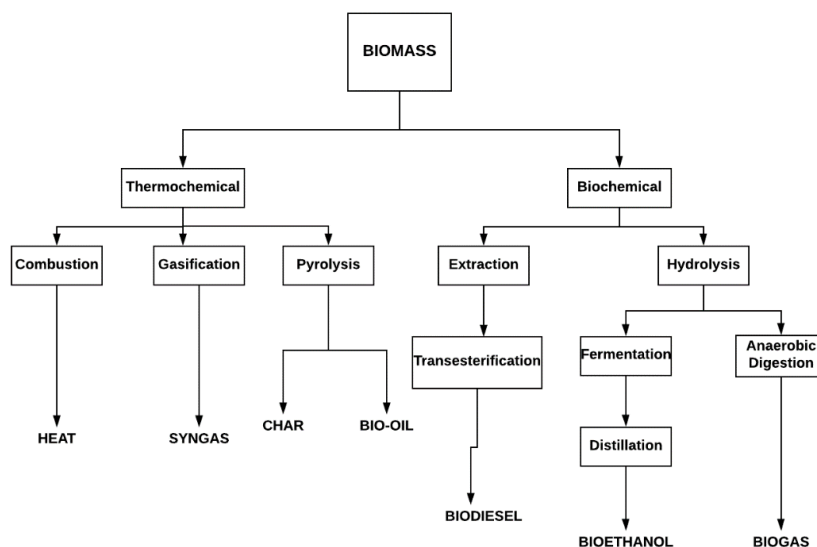 BIOMASS
Thermochemical
Biochemical
Combustion
Gasification
Pyrolysis
Extraction
Hydrolysis
Transesterification
Fermentation
Anaerobic
Digestion
HEAT
SYNGAS
CHAR
BIO-OIL
Distillation
BIODIESEL
BIOETHANOL
BIOGAS